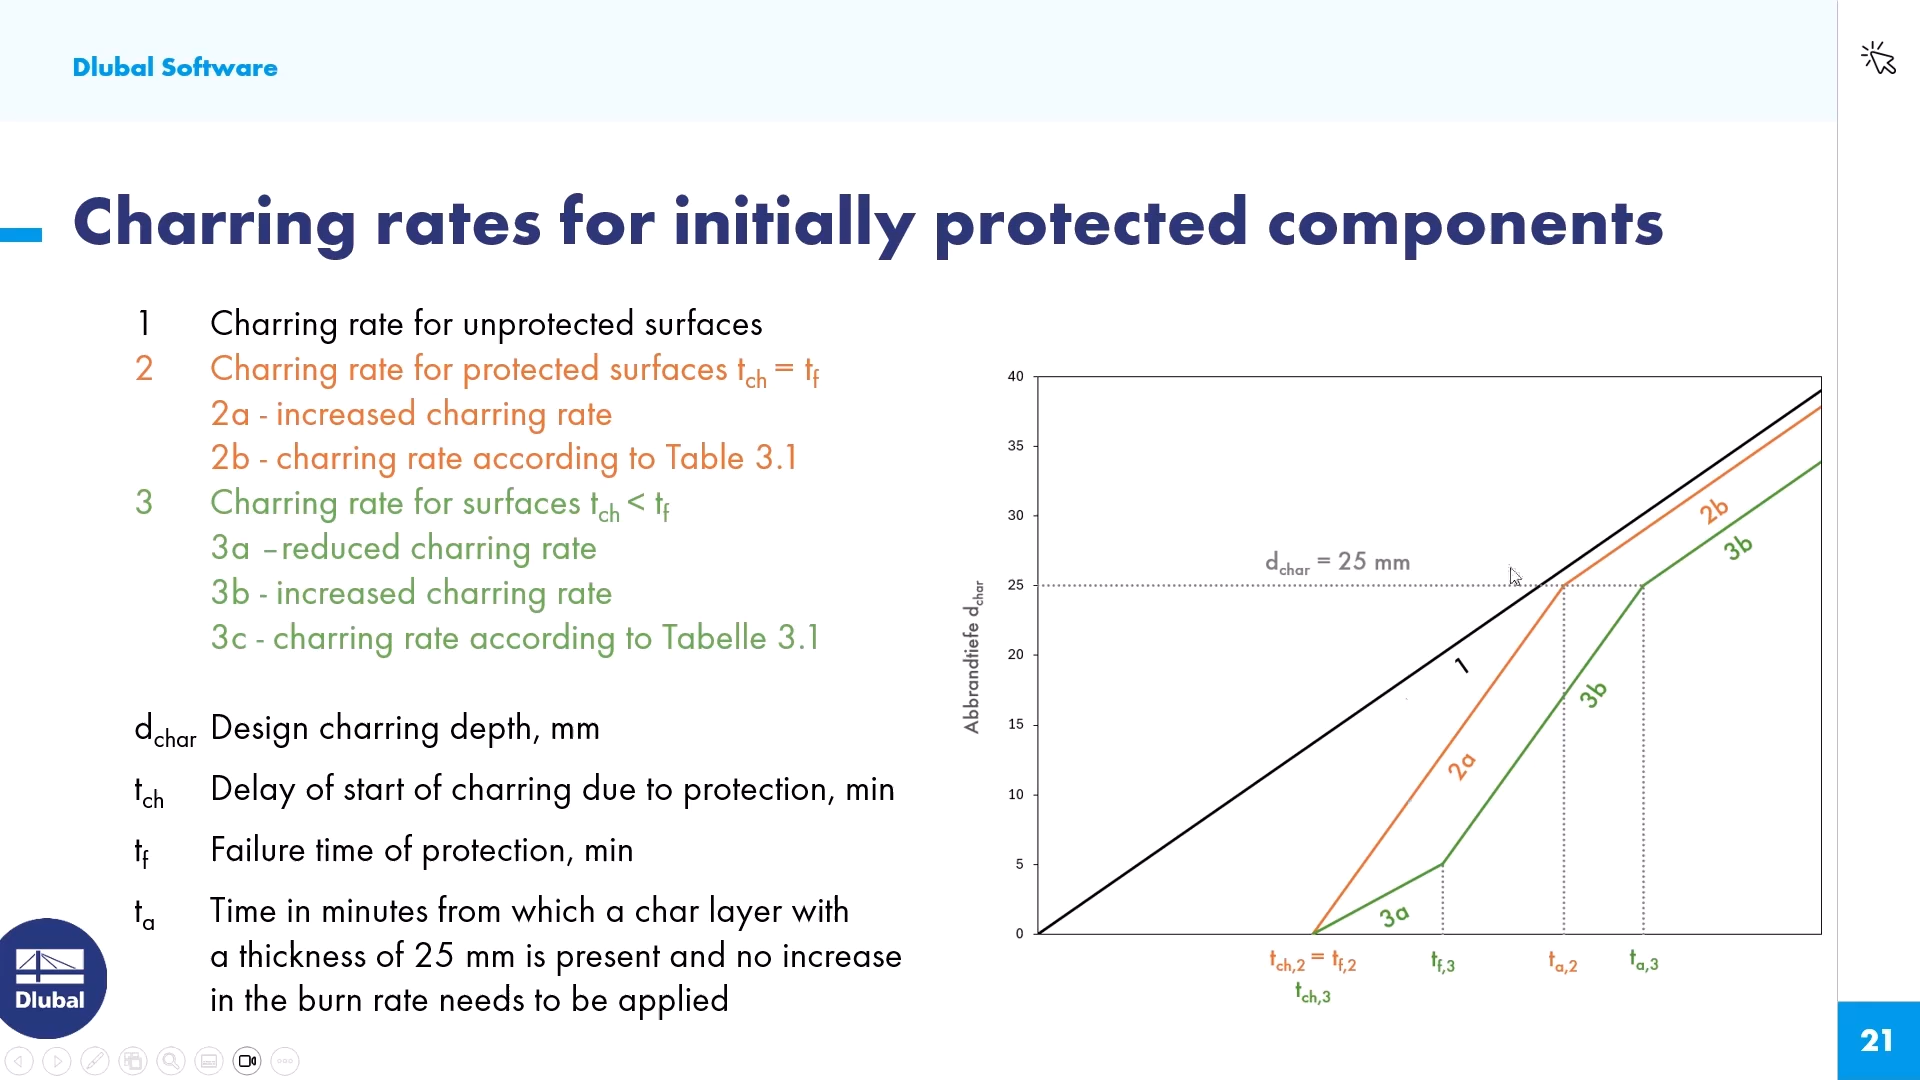 Dlubal Software
Charring rates for initially protected components
1 Charring rate for unprotected surfaces
2 Charring rate for protected surfaces tch = tf
2a - increased charring rate
2b - charring rate according to Table 3.1
3 Charring rate for surfaces tch < tf
3a –reduced charring rate
3b - increased charring rate
3c - charring rate according to Tabelle 3.1
dchar Design charring depth, mm
tch Delay of start of charring due to protection, min
tf Failure time of protection, min
ta Time in minutes from which a char layer with
a thickness of 25 mm is present and no increase
in the burn rate needs to be applied
Abbrandtiefe dchar
40
35
30
25
20
15
10
5
0
dchar = 25 mm
1
2a
2b
3a
3b
3b
tch,2 = tf,2
tch,3
tf,3
ta,2
ta,3
Dlubal
21